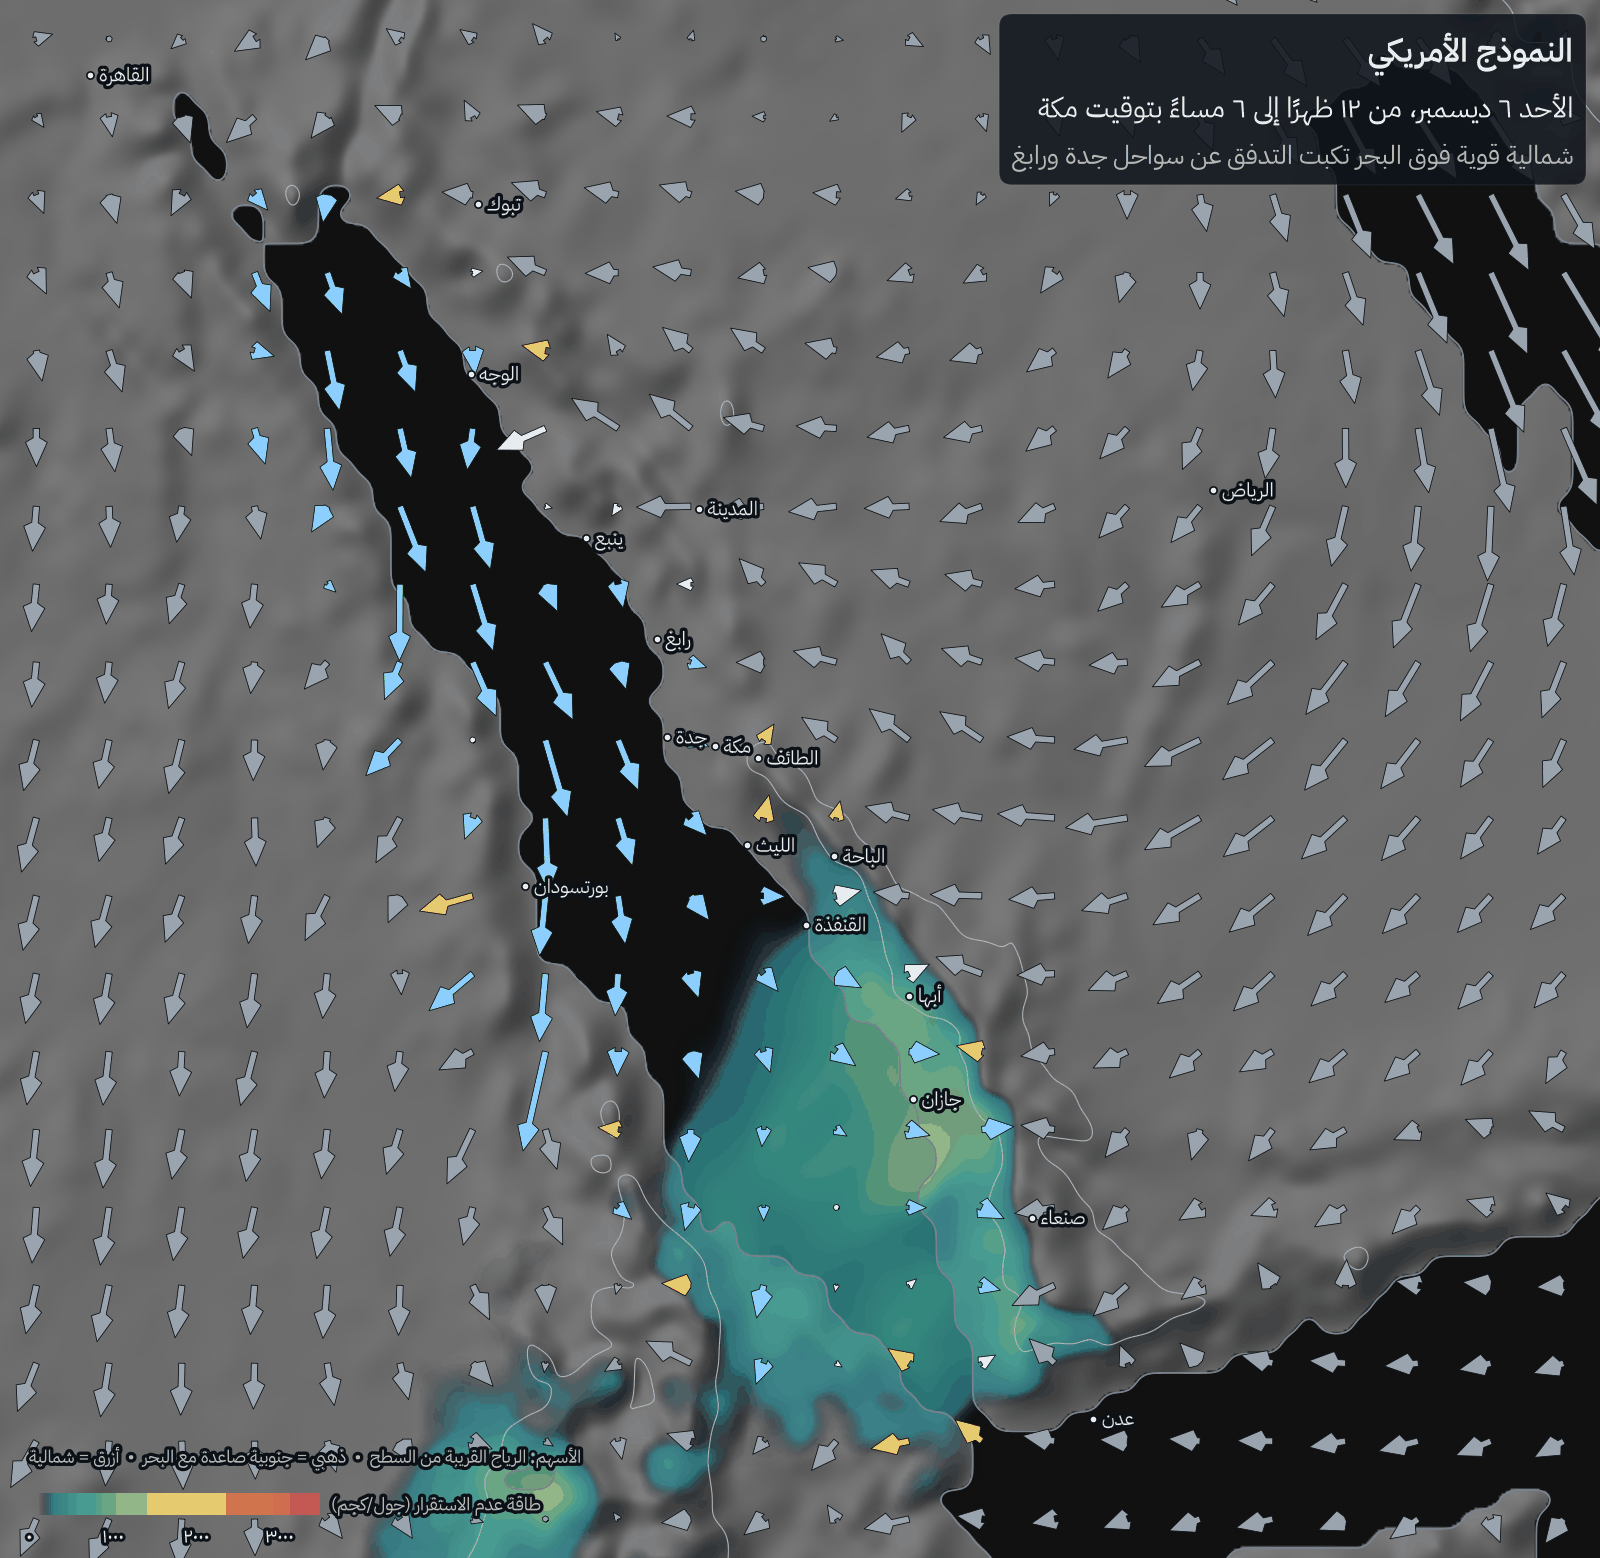 النموذج الأمريكي
الأحد ٦ ديسمبر، من ١٢ ظهرًا إلى ٦ مساءً بتوقيت مكة
شمالية قوية فوق البحر تكبت التدفق عن سواحل جدة ورابغ
القاهرة
تبوك
الوجه
الرياض
المدينة
ينبع
رابغ
جدة
مكة
الطائف
الليث
الباحة
بورتسودان
القنفذة
أبها
جازان
صنعاء
عدن
الأسهم: الرياح القريبة من السطح • ذهبي = جنوبية صاعدة مع البحر • أزرق = شمالية
طاقة عدم الاستقرار (جول/كجم)
٠ ١٠٠٠ ٢٠٠٠ ٣٠٠٠